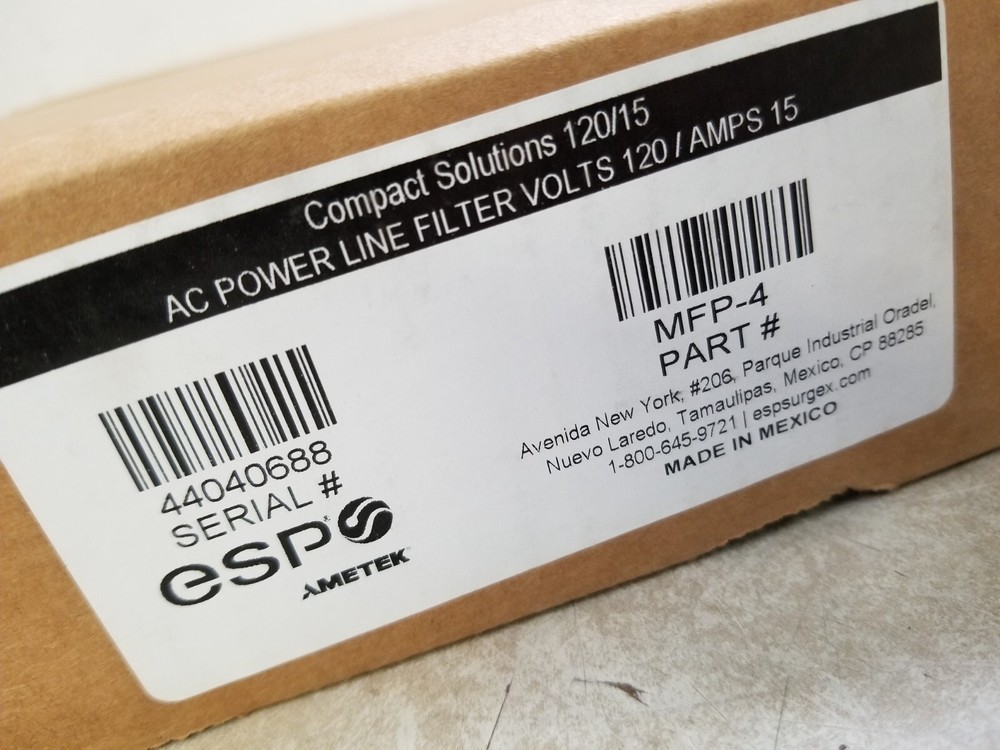 Compact Solutions 120/15
AC POWER LINE FILTER VOLTS 120 / AMPS 15
MFP-4
PART #
Avenida New York, #206, Parque Industrial Oradel,
Nuevo Laredo, Tamaulipas, Mexico, CP 88285
1-800-645-9721 | espsurgex.com
MADE IN MEXICO
44040688
SERIAL #
esp®
AMETEK